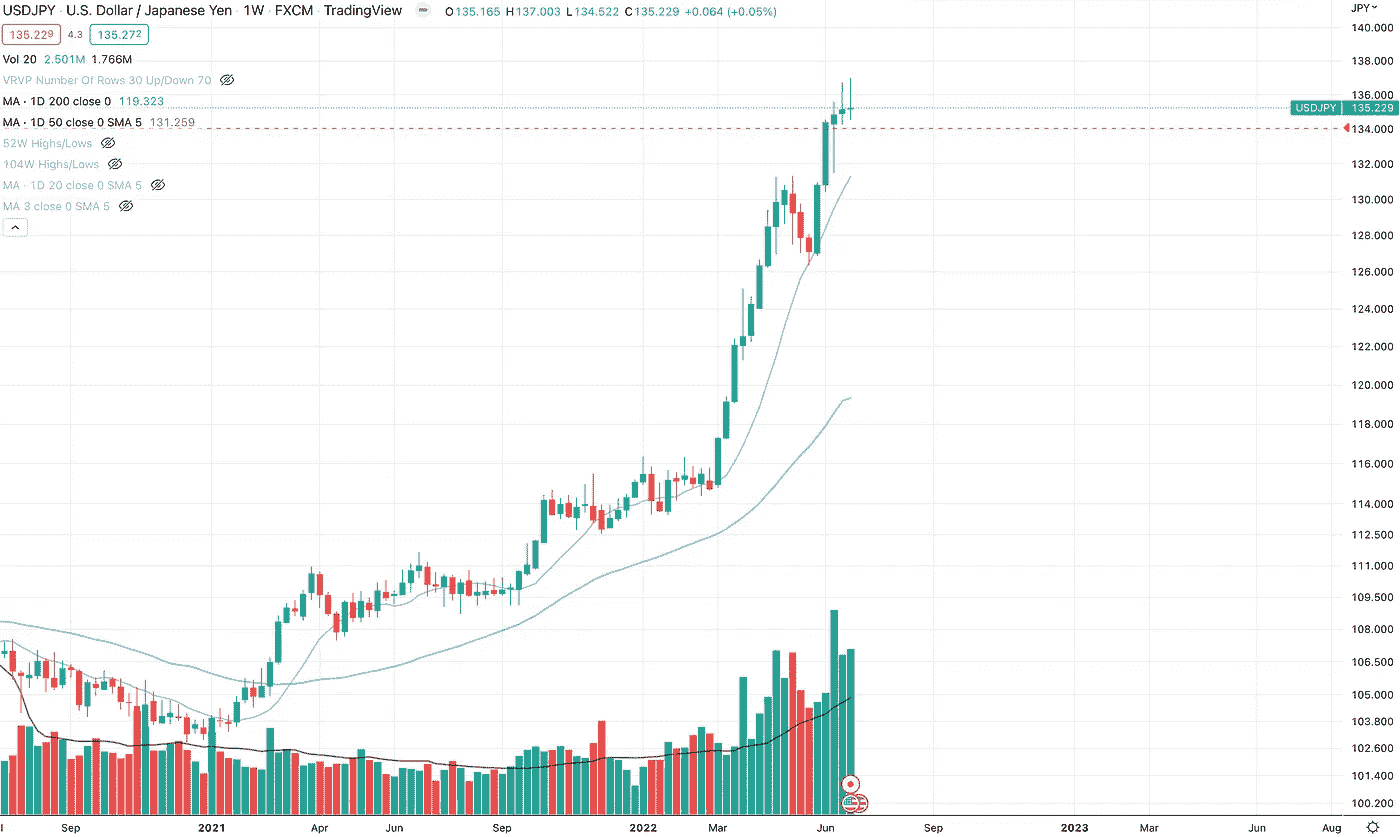 USDJPY · U.S. Dollar / Japanese Yen · 1W · FXCM · TradingView O135.165 H137.003 L134.522 C135.229 +0.064 (+0.05%)
JPY
135.229 4.3 135.272
Vol 20 2.501M 1.766M
VRVP Number Of Rows 30 Up/Down 70
MA · 1D 200 close 0 119.323
MA · 1D 50 close 0 SMA 5 131.259
52W Highs/Lows
104W Highs/Lows
MA · 1D 20 close 0 SMA 5
MA 3 close 0 SMA 5
140.000
138.000
136.000
USDJPY 135.229
134.000
132.000
130.000
128.000
126.000
124.000
122.000
120.000
118.000
116.000
114.000
112.500
111.000
109.500
108.000
106.500
105.000
103.800
102.600
101.400
100.200
Sep 2021 Apr Jun Sep 2022 Mar Jun Sep 2023 Mar Jun Aug